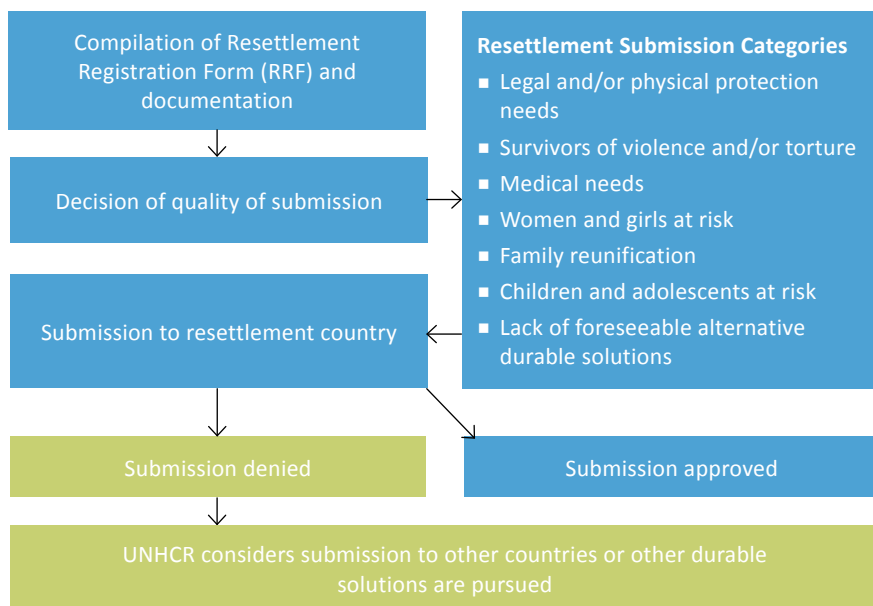 Compilation of Resettlement
Registration Form (RRF) and
documentation
Decision of quality of submission
Resettlement Submission Categories
■ Legal and/or physical protection
needs
■ Survivors of violence and/or torture
■ Medical needs
■ Women and girls at risk
■ Family reunification
■ Children and adolescents at risk
■ Lack of foreseeable alternative
durable solutions
Submission to resettlement country
Submission denied
Submission approved
UNHCR considers submission to other countries or other durable
solutions are pursued